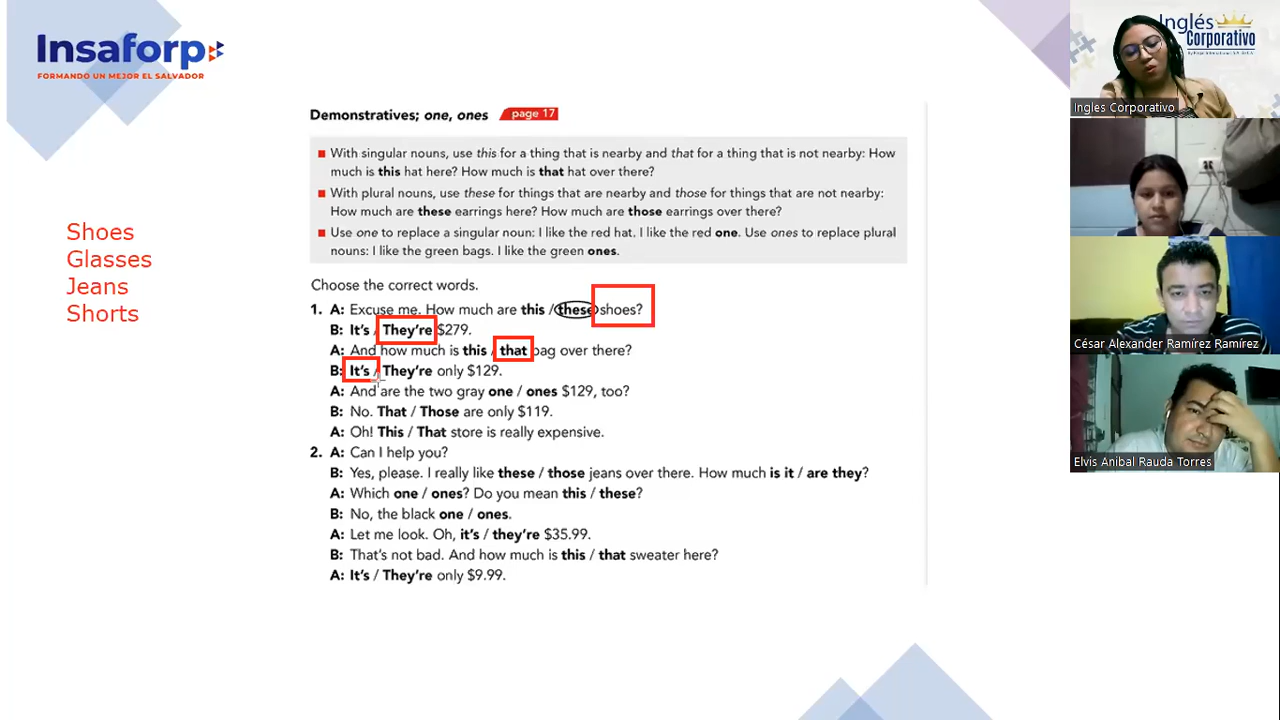 Insaforp
FORMANDO UN MEJOR EL SALVADOR
Demonstratives; one, ones page 17
With singular nouns, use this for a thing that is nearby and that for a thing that is not nearby: How
much is this hat here? How much is that hat over there?
With plural nouns, use these for things that are nearby and those for things that are not nearby:
How much are these earrings here? How much are those earrings over there?
Use one to replace a singular noun: I like the red hat. I like the red one. Use ones to replace plural
nouns: I like the green bags. I like the green ones.
Shoes
Glasses
Jeans
Shorts
Choose the correct words.
1. A: Excuse me. How much are this / these shoes?
B: It's / They're $279.
A: And how much is this / that bag over there?
B: It's / They're only $129.
A: And are the two gray one / ones $129, too?
B: No. That / Those are only $119.
A: Oh! This / That store is really expensive.
2. A: Can I help you?
B: Yes, please. I really like these / those jeans over there. How much is it / are they?
A: Which one / ones? Do you mean this / these?
B: No, the black one / ones.
A: Let me look. Oh, it's / they're $35.99.
B: That's not bad. And how much is this / that sweater here?
A: It's / They're only $9.99.
Inglés
Corporativo
Ingles Corporativo
César Alexander Ramírez Ramírez
Elvis Anibal Rauda Torres